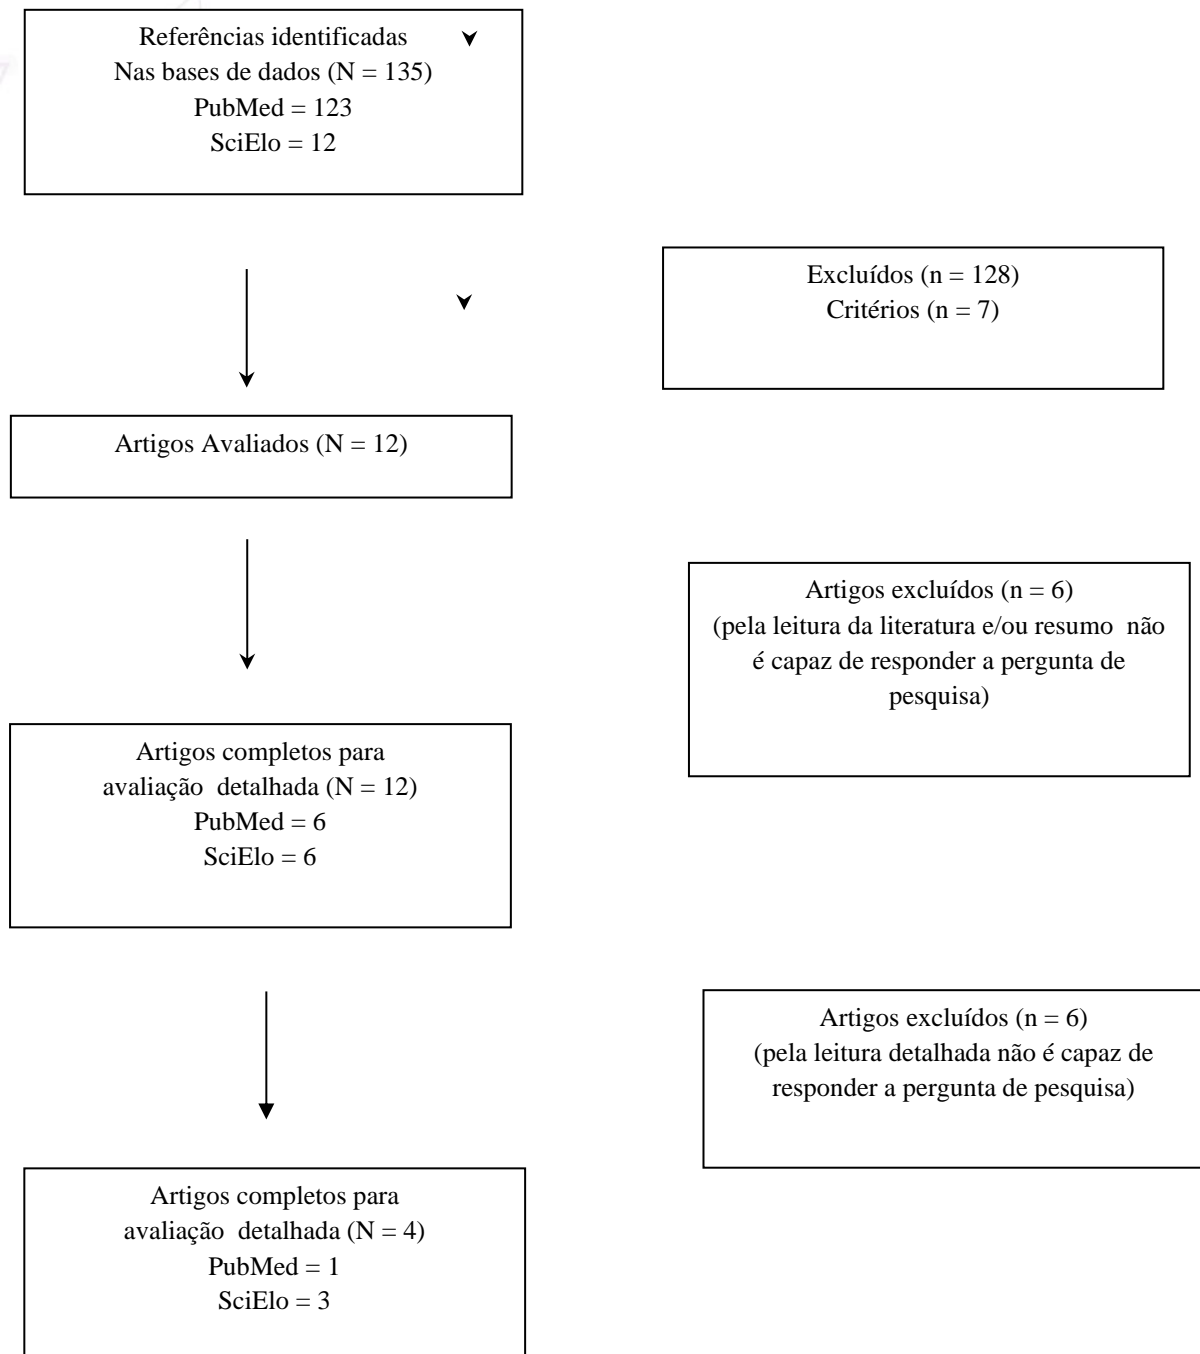 Referências identificadas
Nas bases de dados (N = 135)
PubMed = 123
SciElo = 12
Excluídos (n = 128)
Critérios (n = 7)
Artigos Avaliados (N = 12)
Artigos excluídos (n = 6)
(pela leitura da literatura e/ou resumo não
é capaz de responder a pergunta de
pesquisa)
Artigos completos para
avaliação detalhada (N = 12)
PubMed = 6
SciElo = 6
Artigos excluídos (n = 6)
(pela leitura detalhada não é capaz de
responder a pergunta de pesquisa)
Artigos completos para
avaliação detalhada (N = 4)
PubMed = 1
SciElo = 3